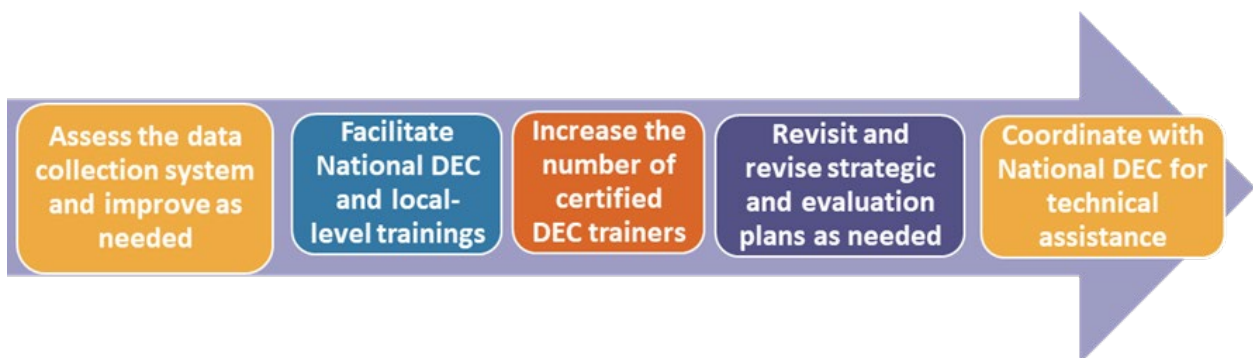 Assess the data
collection system
and improve as
needed
Facilitate
National DEC
and local-
level trainings
Increase the
number of
certified
DEC trainers
Revisit and
revise strategic
and evaluation
plans as needed
Coordinate with
National DEC for
technical
assistance